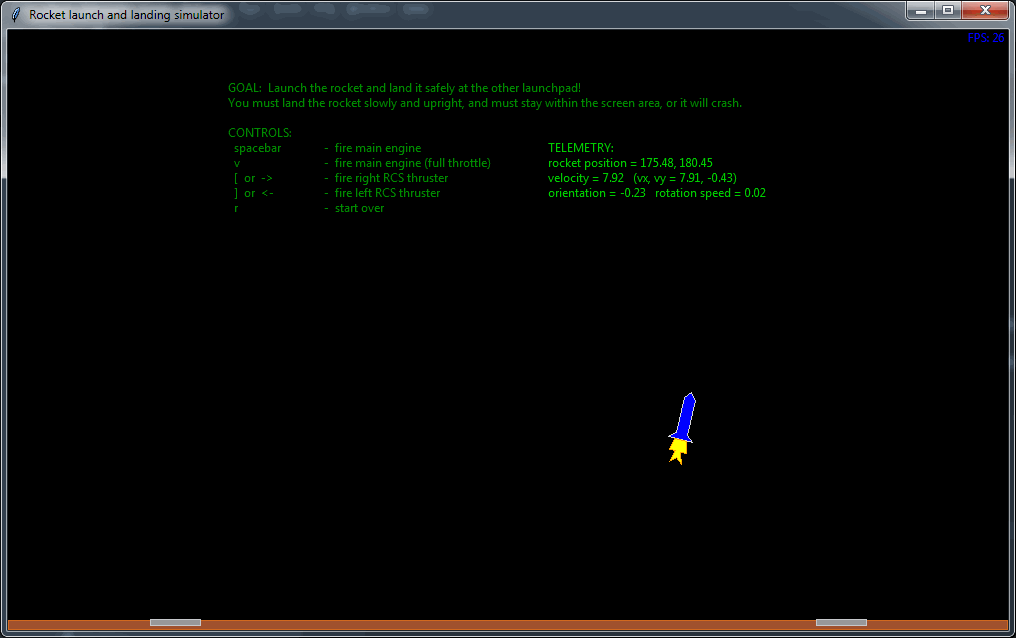 Rocket launch and landing simulator
FPS: 26
GOAL:  Launch the rocket and land it safely at the other launchpad!
You must land the rocket slowly and upright, and must stay within the screen area, or it will crash.
CONTROLS:
spacebar - fire main engine
v - fire main engine (full throttle)
[ or -> - fire right RCS thruster
] or <- - fire left RCS thruster
r - start over
TELEMETRY:
rocket position = 175.48, 180.45
velocity = 7.92 (vx, vy = 7.91, -0.43)
orientation = -0.23 rotation speed = 0.02